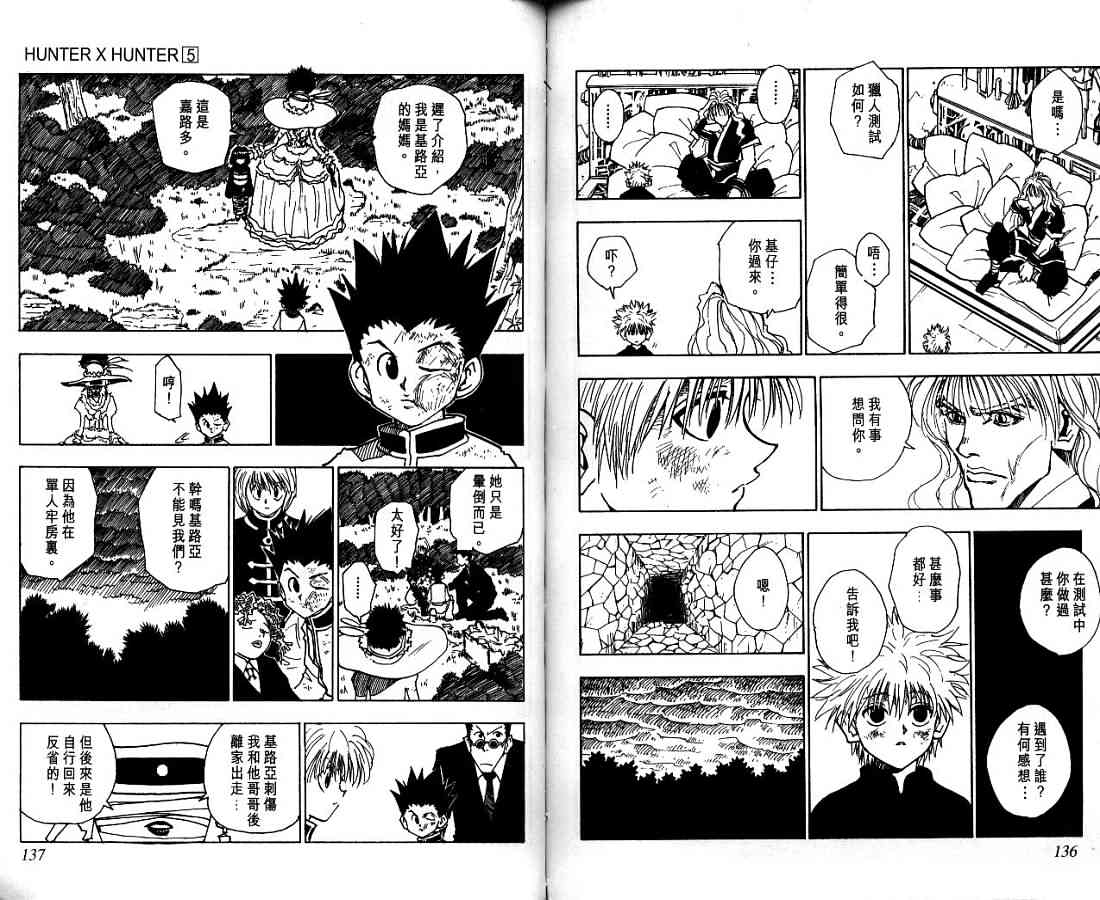 HUNTER X HUNTER 5
是嗎…
獵人測試
如何?
唔…
簡單得很。
……
基仔…
你過來。
吓?
我有事
想問你。
在測試中
你做過
甚麼?
遇到了誰?
有何感想…
甚麼事
都好…
告訴我吧!
嗯!
136
遲了介紹,
我是基路亞
的媽媽。
這是
嘉路多。
哼!
她只是
暈倒而已。
太好了!
……
幹嗎基路亞
不能見我們?
因為他在
單人牢房裏。
基路亞刺傷
我和他哥哥後
離家出走…
但後來是他
自行回來
反省的!
137